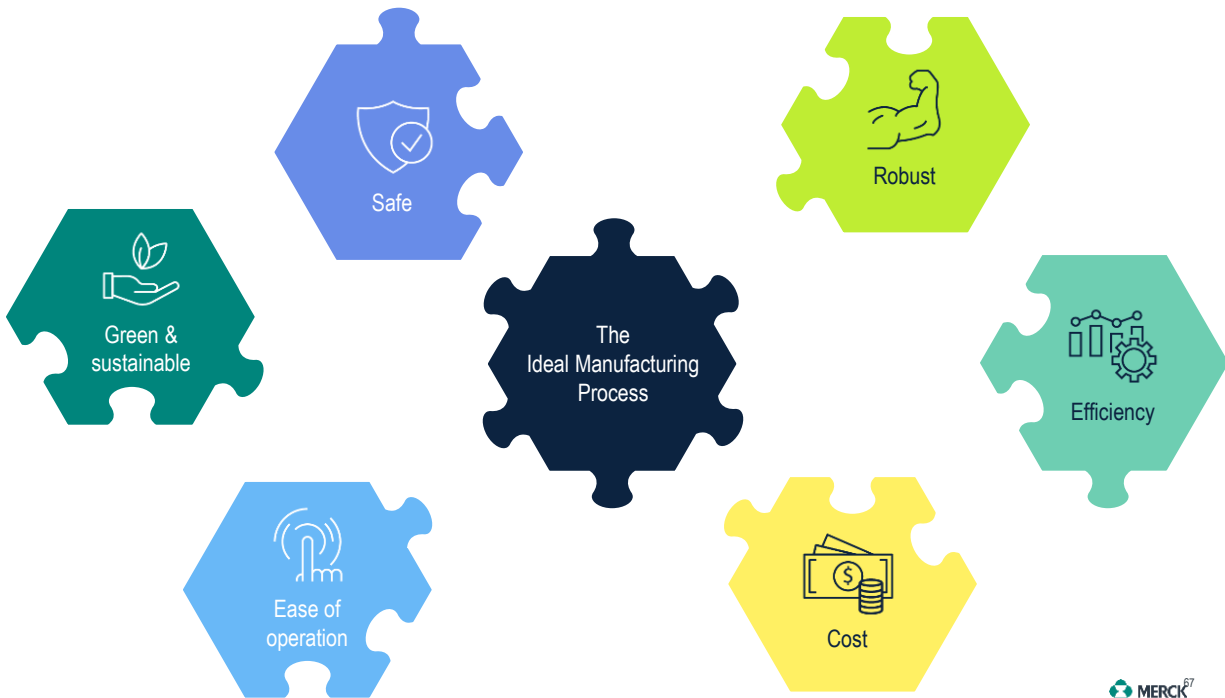 Safe
Robust
Green &
sustainable
The
Ideal Manufacturing
Process
Efficiency
$
Ease of
operation
Cost
MERCK
67